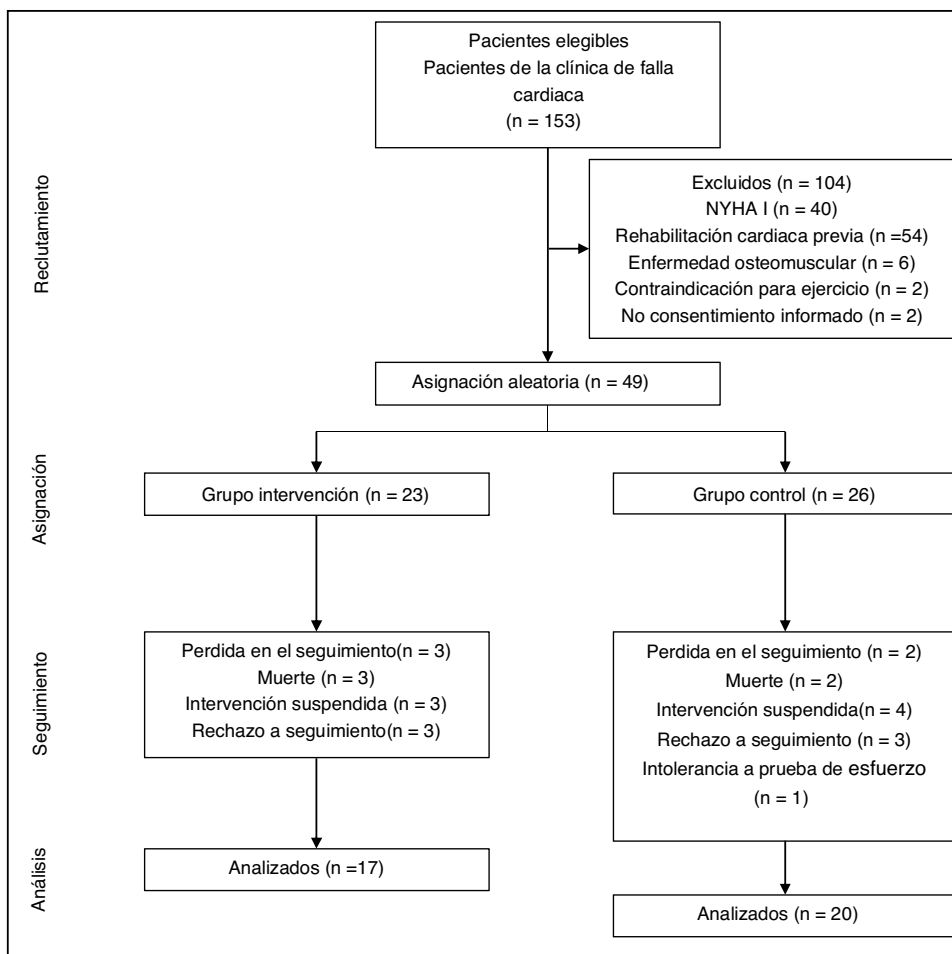 Pacientes elegibles
Pacientes de la clínica de falla
cardiaca
(n = 153)
Reclutamiento
Excluidos (n = 104)
NYHA I (n = 40)
Rehabilitación cardiaca previa (n =54)
Enfermedad osteomuscular (n = 6)
Contraindicación para ejercicio (n = 2)
No consentimiento informado (n = 2)
Asignación aleatoria (n = 49)
Asignación
Grupo intervención (n = 23)
Grupo control (n = 26)
Seguimiento
Perdida en el seguimiento(n = 3)
Muerte (n = 3)
Intervención suspendida (n = 3)
Rechazo a seguimiento(n = 3)
Perdida en el seguimiento (n = 2)
Muerte (n = 2)
Intervención suspendida(n = 4)
Rechazo a seguimiento (n = 3)
Intolerancia a prueba de esfuerzo
(n = 1)
Análisis
Analizados (n =17)
Analizados (n = 20)